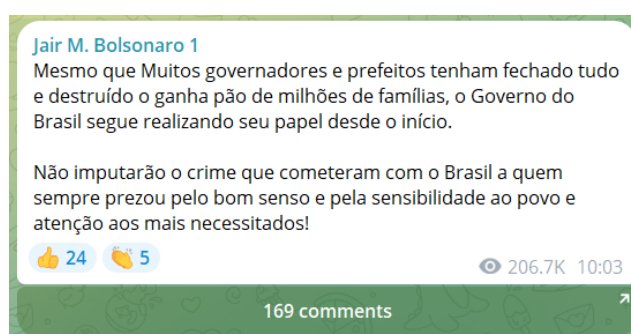 Jair M. Bolsonaro 1
Mesmo que Muitos governadores e prefeitos tenham fechado tudo
e destruído o ganha pão de milhões de famílias, o Governo do
Brasil segue realizando seu papel desde o início.
Não imputarão o crime que cometeram com o Brasil a quem
sempre prezou pelo bom senso e pela sensibilidade ao povo e
atenção aos mais necessitados!
👍 24 👏 5 206.7K 10:03
169 comments